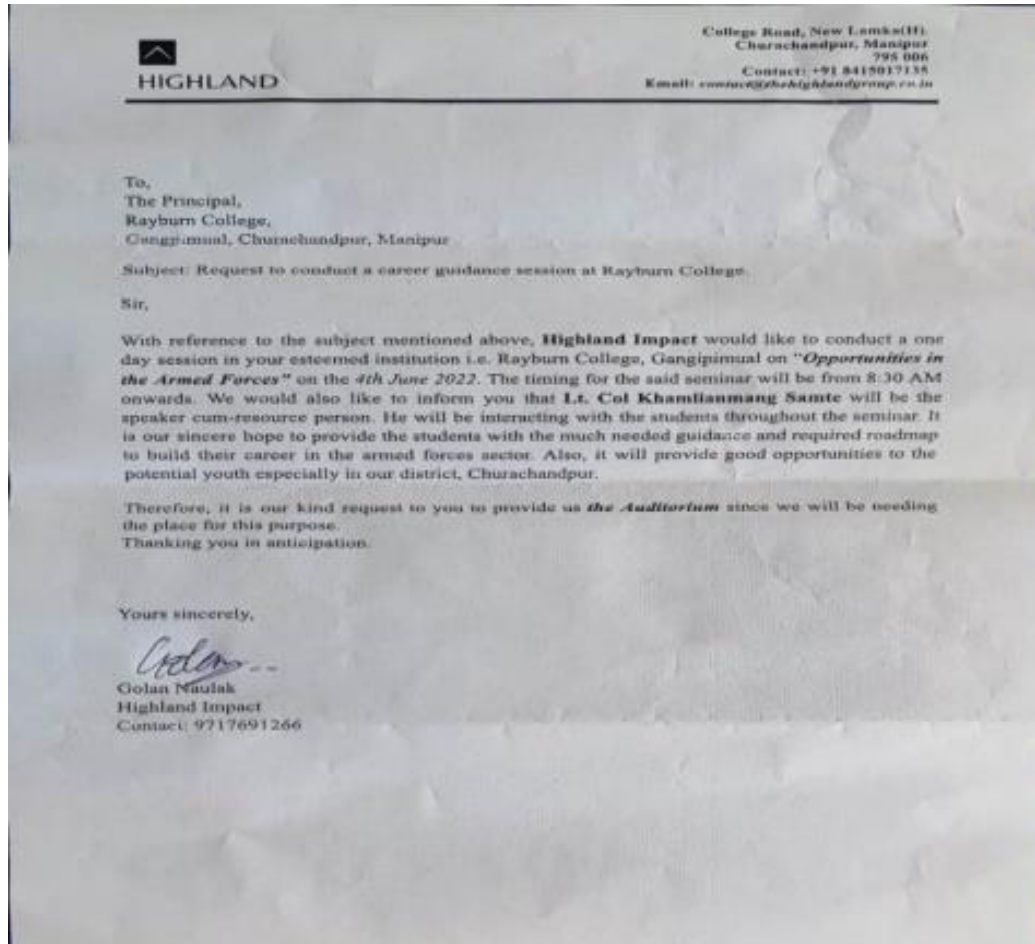 HIGHLAND
College Road, New Lamka(H),
Churachandpur, Manipur
795 006
Contact: +91 8415017135
Email: contact@thehighlandgroup.co.in
To,
The Principal,
Rayburn College,
Churachandpur, Manipur
Subject: Request to conduct a career guidance session at Rayburn College.
Sir,
With reference to the subject mentioned above, Highland Impact would like to conduct a one
day session in your esteemed institution i.e. Rayburn College, Gangipimual on "Opportunities in
the Armed Forces" on the 4th June 2022. The timing for the said seminar will be from 8:30 AM
onwards. We would also like to inform you that Lt. Col Khamlianmang Samte will be the
speaker cum-resource person. He will be interacting with the students throughout the seminar. It
is our sincere hope to provide the students with the much needed guidance and required roadmap
to build their career in the armed forces sector. Also, it will provide good opportunities to the
potential youth especially in our district, Churachandpur.
Therefore, it is our kind request to you to provide us the Auditorium since we will be needing
the place for this purpose.
Thanking you in anticipation.
Yours sincerely,
Golan Naulak
Highland Impact
Contact: 9717691266